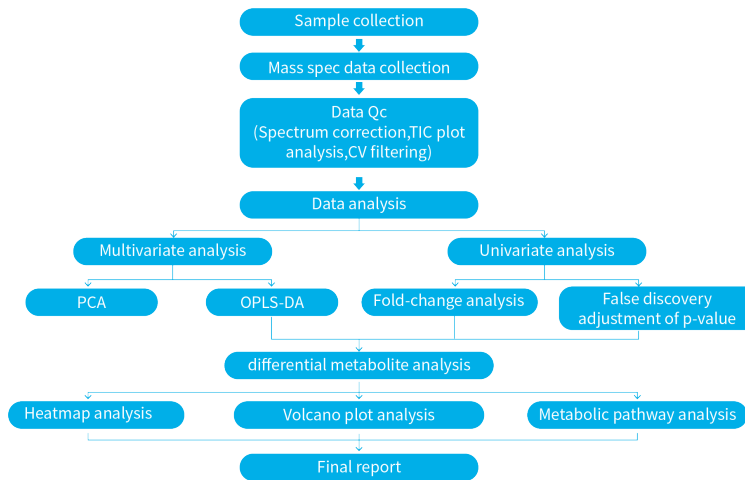 Sample collection
Mass spec data collection
Data Qc
(Spectrum correction,TIC plot
analysis,CV filtering)
Data analysis
Multivariate analysis
Univariate analysis
PCA
OPLS-DA
Fold-change analysis
False discovery
adjustment of p-value
differential metabolite analysis
Heatmap analysis
Volcano plot analysis
Metabolic pathway analysis
Final report